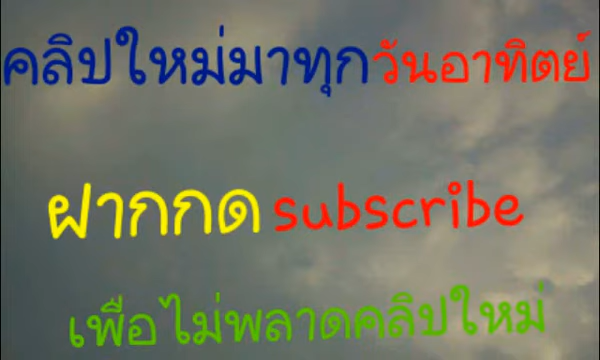 คลิปใหม่มาทุกวันอาทิตย์
ฝากกด subscribe
เพื่อไม่พลาดคลิปใหม่